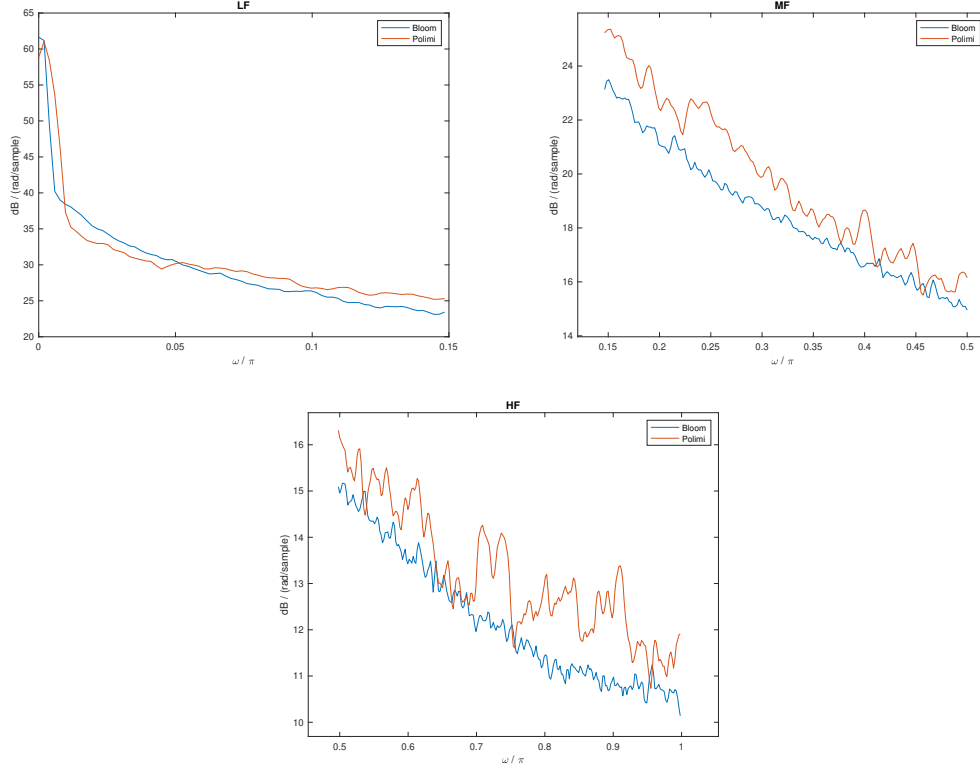 LF
65
60
55
50
45
40
35
30
25
20
dB / (rad/sample)
0
0.05
0.1
0.15
ω / π
Bloom
Polimi
MF
24
22
20
18
16
14
dB / (rad/sample)
0.15
0.2
0.25
0.3
0.35
0.4
0.45
0.5
ω / π
Bloom
Polimi
HF
16
15
14
13
12
11
10
dB / (rad/sample)
0.5
0.6
0.7
0.8
0.9
1
ω / π
Bloom
Polimi